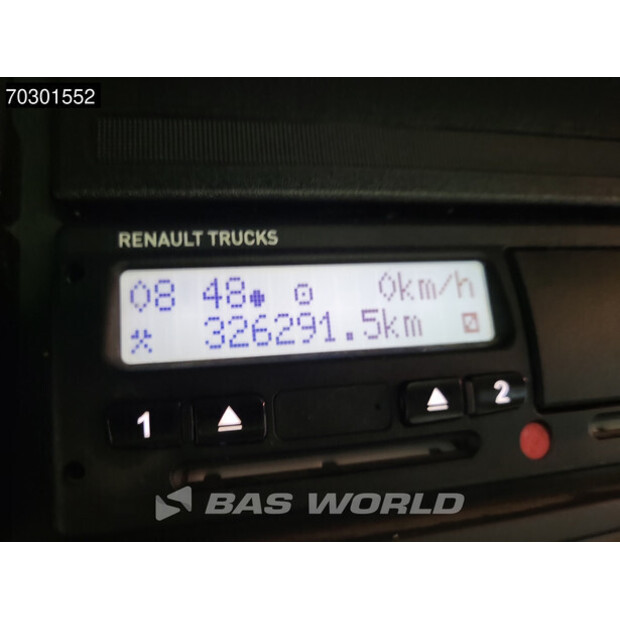 70301552
RENAULT TRUCKS
08 48 0km/h
326291.5km
1 2
BAS WORLD